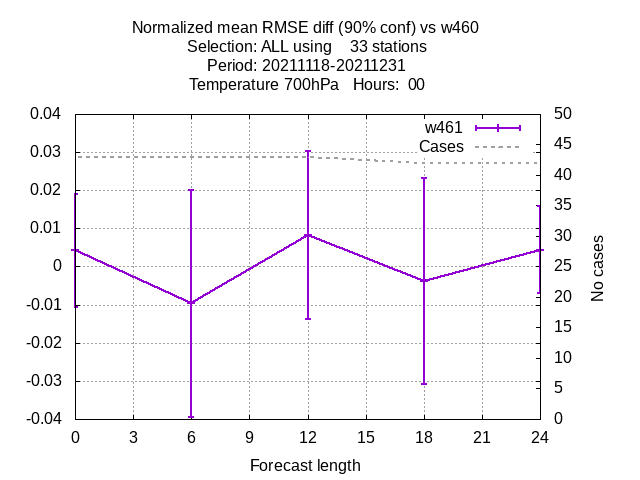 Normalized mean RMSE diff (90% conf) vs w460
Selection: ALL using    33 stations
Period: 20211118-20211231
Temperature 700hPa   Hours:  00
0.04
0.03
0.02
0.01
0
-0.01
-0.02
-0.03
-0.04
w461
Cases
50
45
40
35
30
25
20
15
10
5
0
No cases
0 3 6 9 12 15 18 21 24
Forecast length